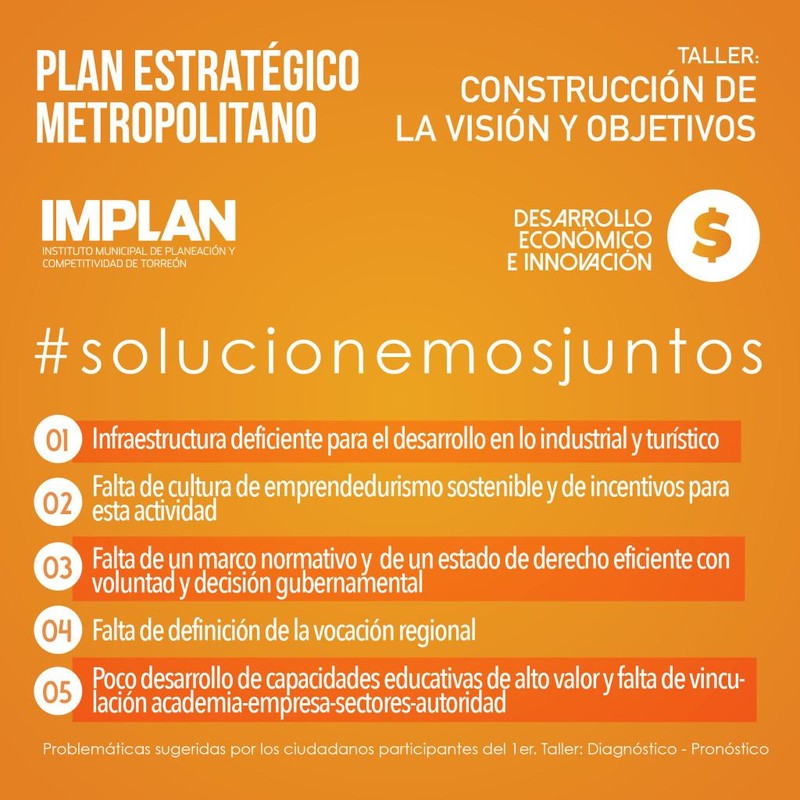 PLAN ESTRATÉGICO
METROPOLITANO
TALLER:
CONSTRUCCIÓN DE
LA VISIÓN Y OBJETIVOS
IMPLAN
INSTITUTO MUNICIPAL DE PLANEACIÓN Y
COMPETITIVIDAD DE TORREÓN
DESARROLLO
ECONÓMICO
E INNOVACIÓN
$
#solucionemosjuntos
01 Infraestructura deficiente para el desarrollo en lo industrial y turístico
02 Falta de cultura de emprendedurismo sostenible y de incentivos para
esta actividad
03 Falta de un marco normativo y de un estado de derecho eficiente con
voluntad y decisión gubernamental
04 Falta de definición de la vocación regional
05 Poco desarrollo de capacidades educativas de alto valor y falta de vincu-
lación academia-empresa-sectores-autoridad
Problemáticas sugeridas por los ciudadanos participantes del 1er. Taller: Diagnóstico - Pronóstico